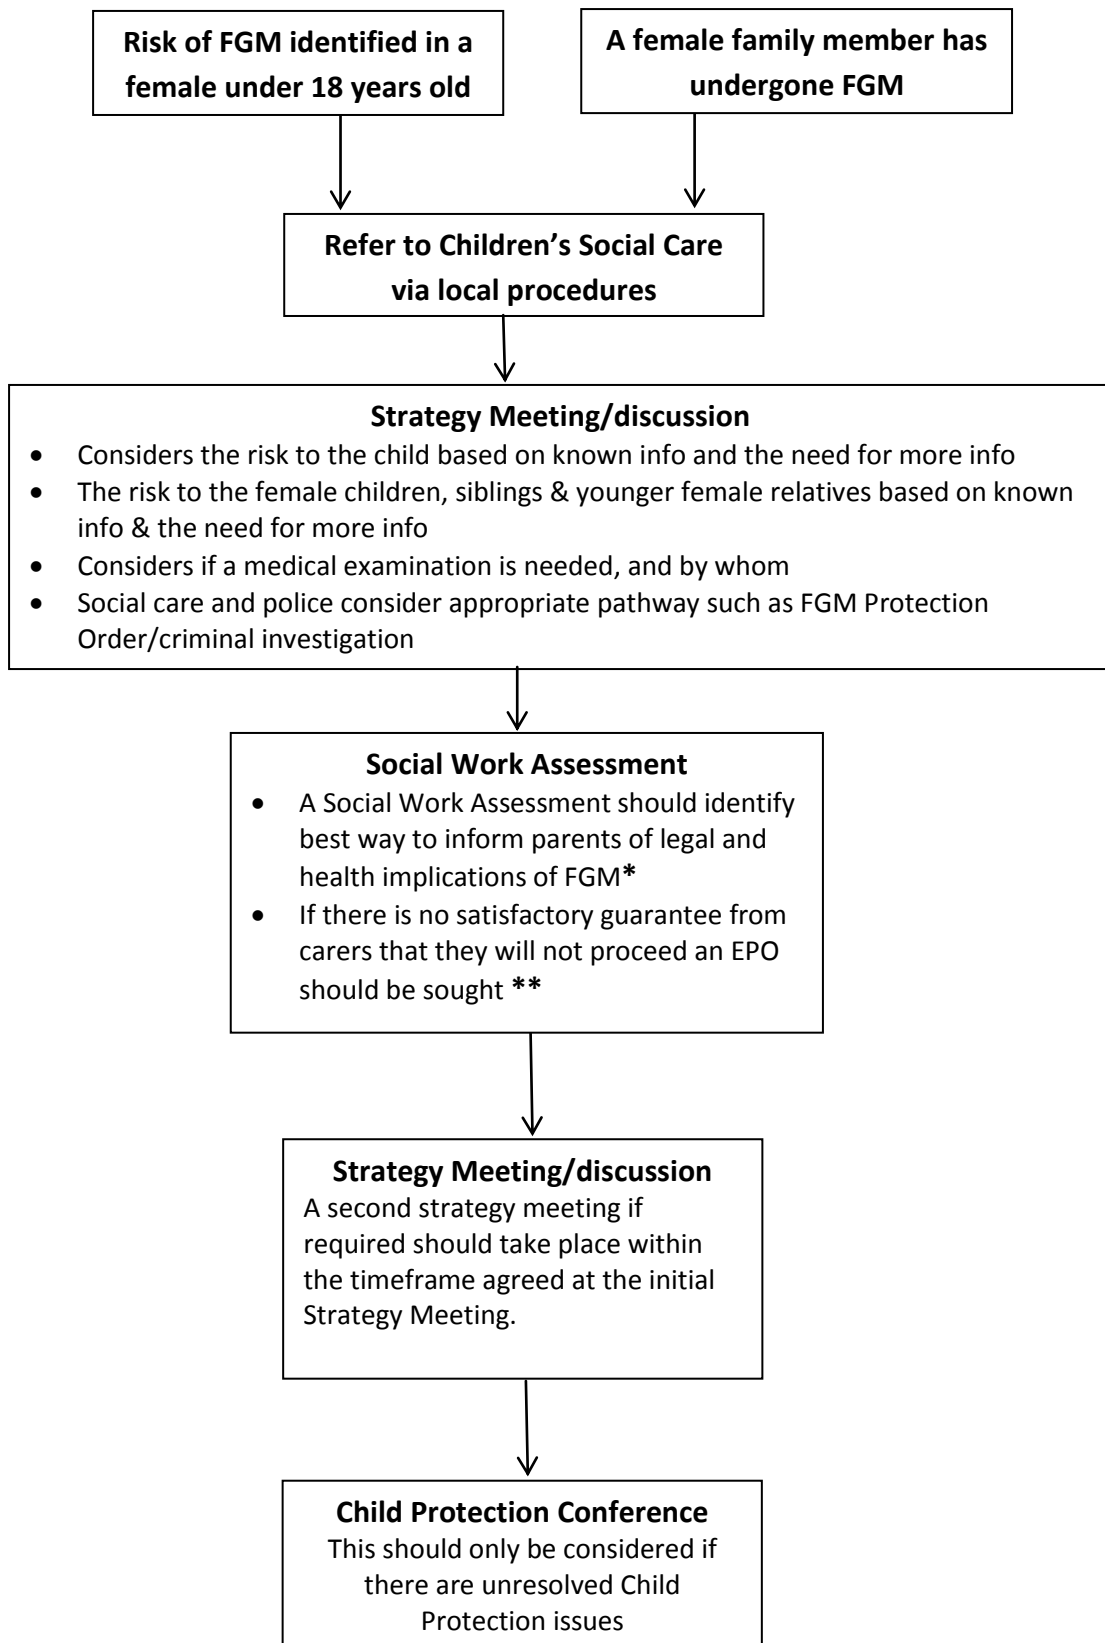 Risk of FGM identified in a
female under 18 years old
A female family member has
undergone FGM
Refer to Children’s Social Care
via local procedures
Strategy Meeting/discussion
• Considers the risk to the child based on known info and the need for more info
• The risk to the female children, siblings & younger female relatives based on known
info & the need for more info
• Considers if a medical examination is needed, and by whom
• Social care and police consider appropriate pathway such as FGM Protection
Order/criminal investigation
Social Work Assessment
• A Social Work Assessment should identify
best way to inform parents of legal and
health implications of FGM*
• If there is no satisfactory guarantee from
carers that they will not proceed an EPO
should be sought **
Strategy Meeting/discussion
A second strategy meeting if
required should take place within
the timeframe agreed at the initial
Strategy Meeting.
Child Protection Conference
This should only be considered if
there are unresolved Child
Protection issues